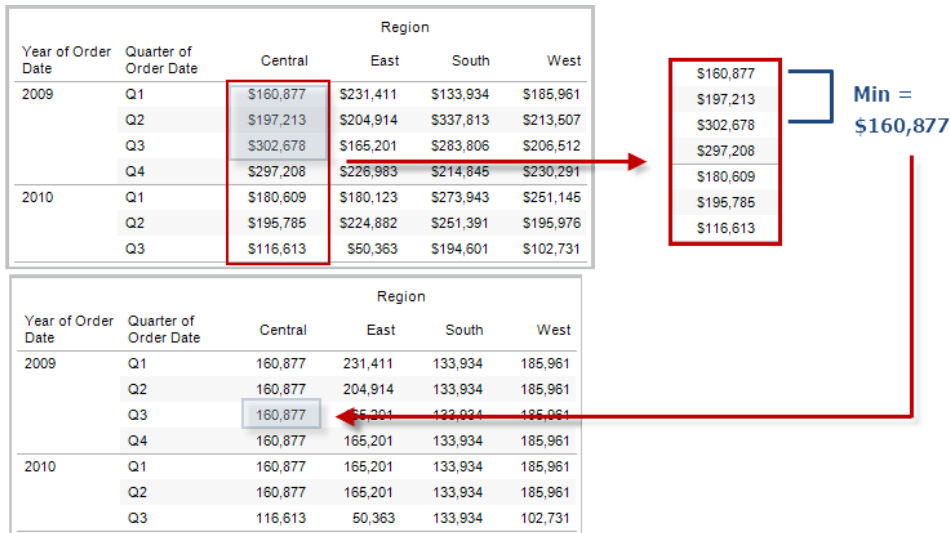 Region
Year of Order Date Quarter of Order Date Central East South West
2009 Q1 $160,877 $231,411 $133,934 $185,961
Q2 $197,213 $204,914 $337,813 $213,507
Q3 $302,678 $165,201 $283,806 $206,512
Q4 $297,208 $226,983 $214,845 $230,291
2010 Q1 $180,609 $180,123 $273,943 $251,145
Q2 $195,785 $224,882 $251,391 $195,976
Q3 $116,613 $50,363 $194,601 $102,731
$160,877
$197,213
$302,678
$297,208
$180,609
$195,785
$116,613
Min =
$160,877
Region
Year of Order Date Quarter of Order Date Central East South West
2009 Q1 160,877 231,411 133,934 185,961
Q2 160,877 204,914 133,934 185,961
Q3 160,877 165,201 133,934 185,961
Q4 160,877 165,201 133,934 185,961
2010 Q1 160,877 165,201 133,934 185,961
Q2 160,877 165,201 133,934 185,961
Q3 116,613 50,363 133,934 102,731